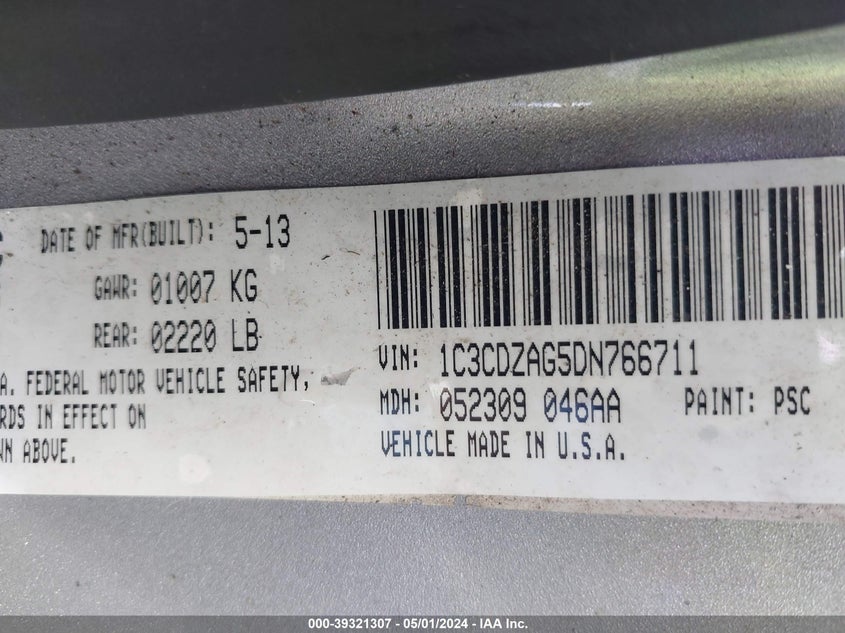 DATE OF MFR(BUILT): 5-13
GAWR: 01007 KG
REAR: 02220 LB
A. FEDERAL MOTOR VEHICLE SAFETY,
RDS IN EFFECT ON
WN ABOVE.
VIN: 1C3CDZAG5DN766711
MDH: 052309 046AA PAINT: PSC
VEHICLE MADE IN U.S.A.
000-39321307 - 05/01/2024 - IAA Inc.